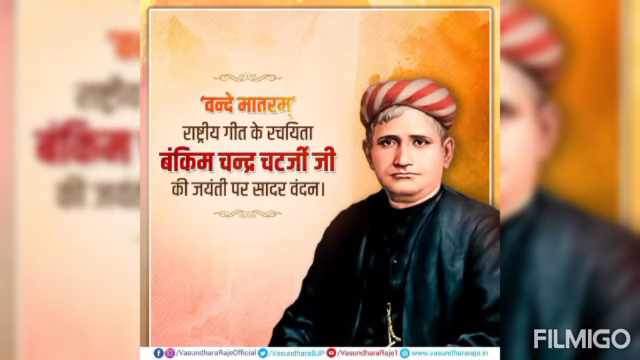 'वन्दे मातरम्'
राष्ट्रीय गीत के रचयिता
बंकिम चन्द्र चटर्जी जी
की जयंती पर सादर वंदन।
/VasundharaRajeOfficial /VasundharaBJP /VasundharaRaje1 www.vasundhararaje.in
FILMIGO